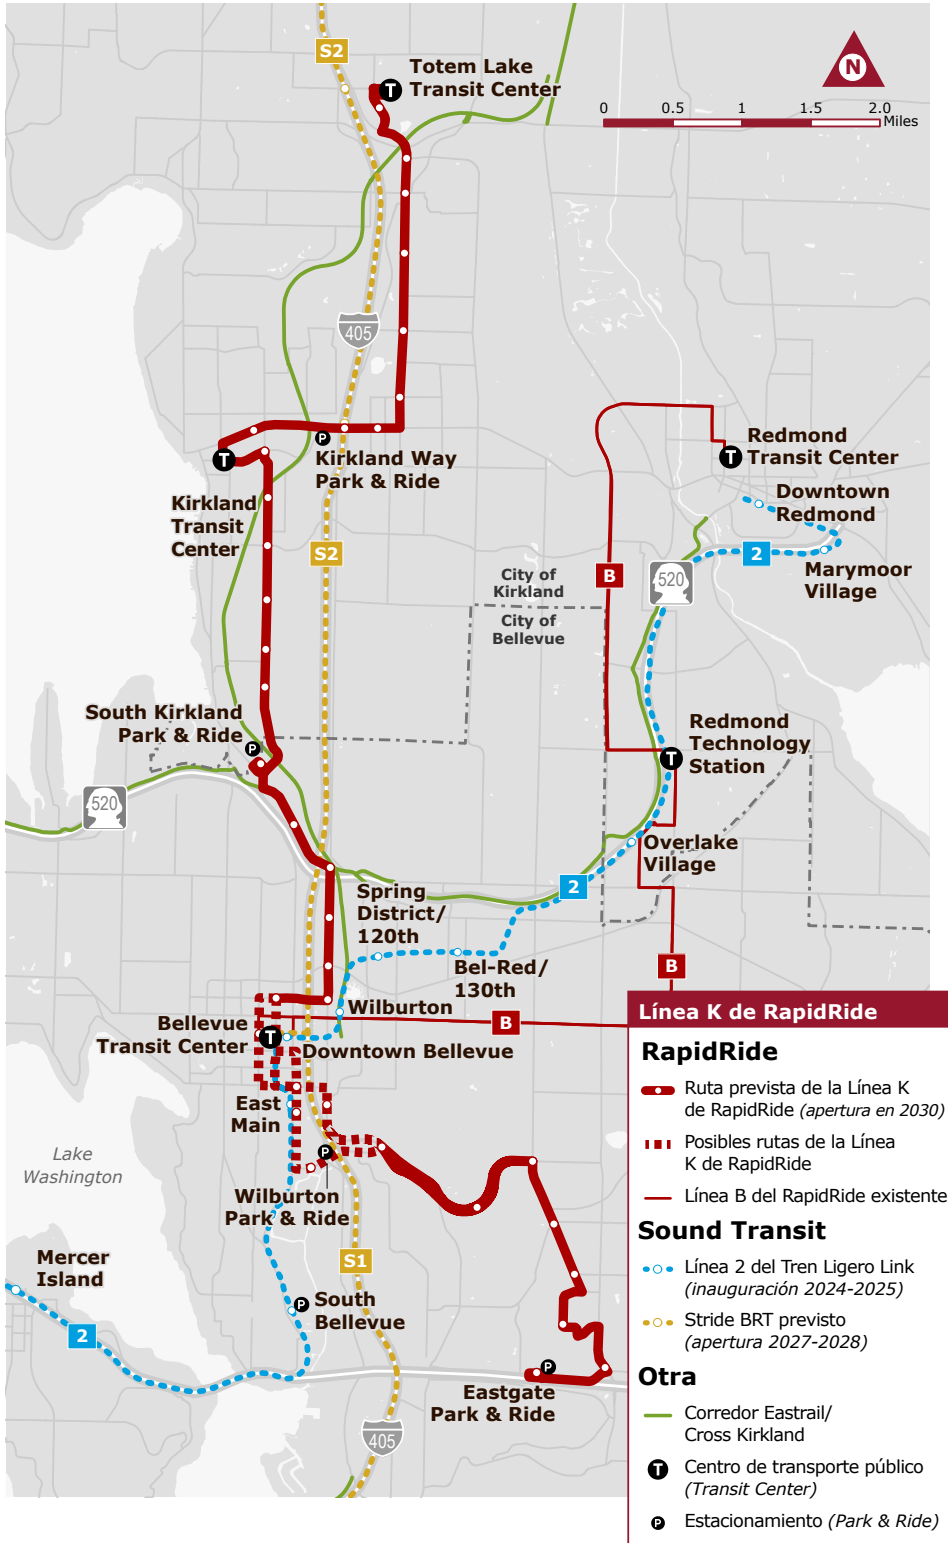 S2
Totem Lake
Transit Center
N
0 0.5 1 1.5 2.0
Miles
405
Kirkland Way
Park & Ride
Kirkland
Transit
Center
Redmond
Transit Center
Downtown
Redmond
2
Marymoor
Village
S2
B
520
City of
Kirkland
City of
Bellevue
South Kirkland
Park & Ride
Redmond
Technology
Station
520
Overlake
Village
2
Spring
District/
120th
Bel-Red/
130th
B
Wilburton
B
Bellevue
Transit Center
Downtown Bellevue
East
Main
Lake
Washington
Wilburton
Park & Ride
Mercer
Island
S1
South
Bellevue
2
Eastgate
Park & Ride
405
T
T
T
T
T
P
P
P
P
P
Línea K de RapidRide
RapidRide
Ruta prevista de la Línea K
de RapidRide (apertura en 2030)
Posibles rutas de la Línea
K de RapidRide
Línea B del RapidRide existente
Sound Transit
Línea 2 del Tren Ligero Link
(inauguración 2024-2025)
Stride BRT previsto
(apertura 2027-2028)
Otra
Corredor Eastrail/
Cross Kirkland
T Centro de transporte público
(Transit Center)
P Estacionamiento (Park & Ride)